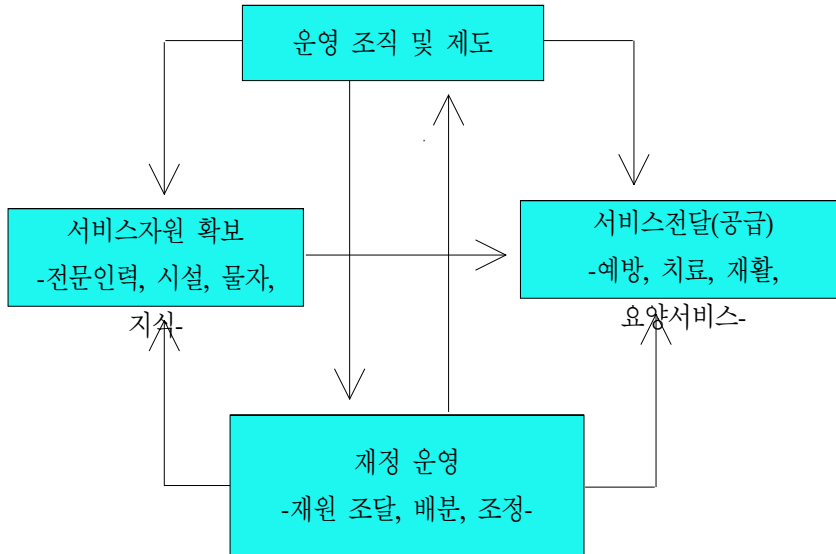 운영 조직 및 제도
서비스자원 확보
-전문인력, 시설, 물자,
지식-
서비스전달(공급)
-예방, 치료, 재활,
요양서비스-
재정 운영
-재원 조달, 배분, 조정-